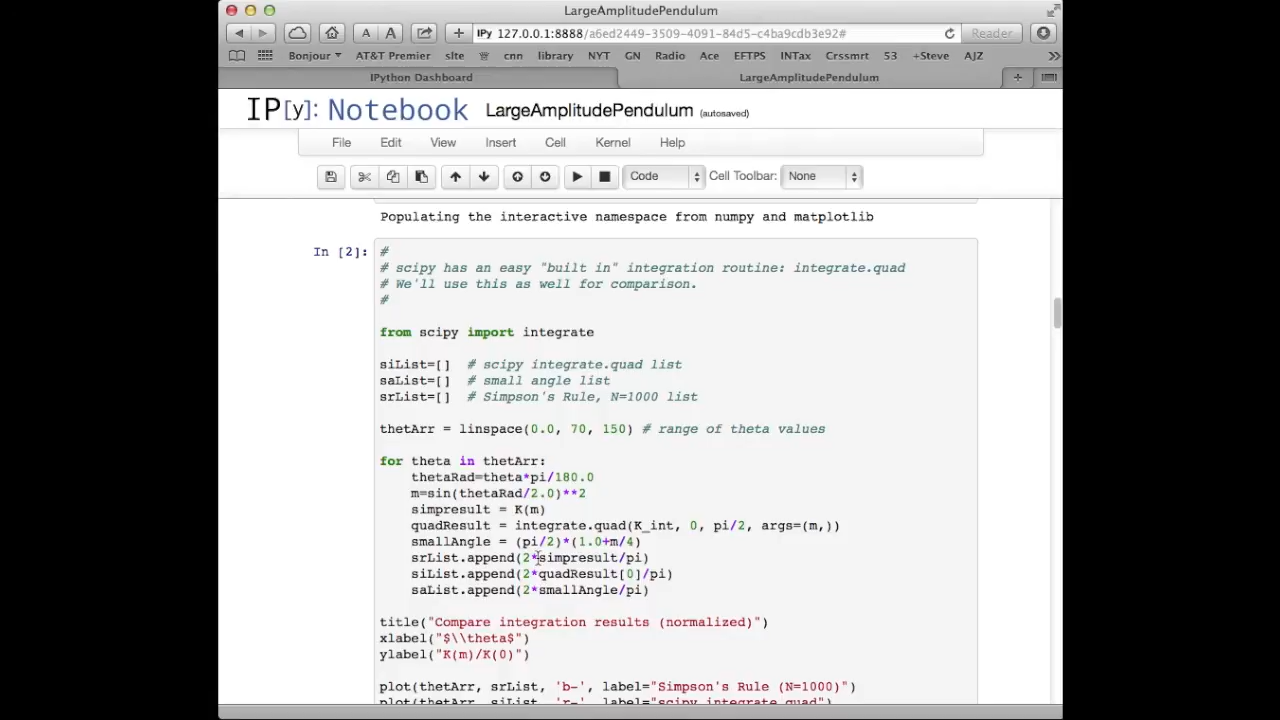 LargeAmplitudePendulum
A A + IPy 127.0.0.1:8888/a6ed2449-3509-4091-84d5-c4ba9cdb3e92# Reader
Bonjour AT&T Premier site cnn library NYT GN Radio Ace EFTPS INTax Crssmrt 53 +Steve AJZ >>
IPython Dashboard LargeAmplitudePendulum +
IP[y]: Notebook LargeAmplitudePendulum (autosaved)
File Edit View Insert Cell Kernel Help
Code Cell Toolbar: None
Populating the interactive namespace from numpy and matplotlib
In [2]: #
# scipy has an easy "built in" integration routine: integrate.quad
# We'll use this as well for comparison.
#
from scipy import integrate
siList=[] # scipy integrate.quad list
saList=[] # small angle list
srList=[] # Simpson's Rule, N=1000 list
thetArr = linspace(0.0, 70, 150) # range of theta values
for theta in thetArr:
thetaRad=theta*pi/180.0
m=sin(thetaRad/2.0)**2
simpresult = K(m)
quadResult = integrate.quad(K_int, 0, pi/2, args=(m,))
smallAngle = (pi/2)*(1.0+m/4)
srList.append(2*simpresult/pi)
siList.append(2*quadResult[0]/pi)
saList.append(2*smallAngle/pi)
title("Compare integration results (normalized)")
xlabel("$\\theta$")
ylabel("K(m)/K(0)")
plot(thetArr, srList, 'b-', label="Simpson's Rule (N=1000)")
plot(thetArr, siList, 'r-', label="scipy integrate.quad")